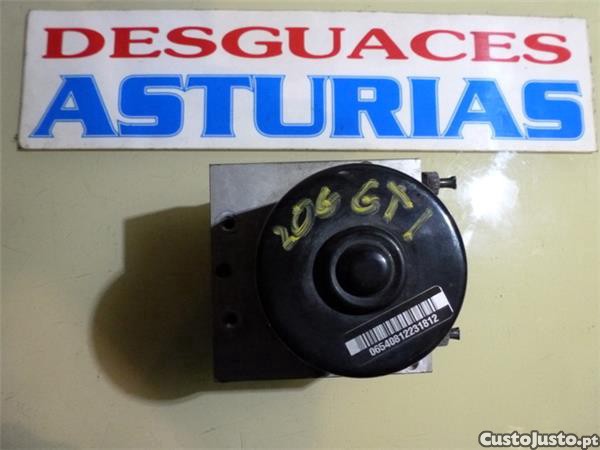 DESGUACES
ASTURIAS
206 GTI
06540812231812
CustoJusto.pt